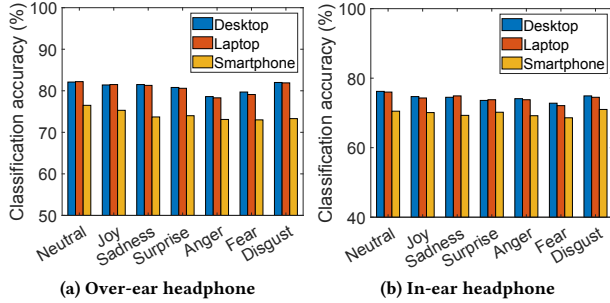 Classification accuracy (%)
100
90
80
70
60
50
Desktop
Laptop
Smartphone
Neutral
Joy
Sadness
Surprise
Anger
Fear
Disgust
(a) Over-ear headphone
Classification accuracy (%)
100
80
60
40
Desktop
Laptop
Smartphone
Neutral
Joy
Sadness
Surprise
Anger
Fear
Disgust
(b) In-ear headphone